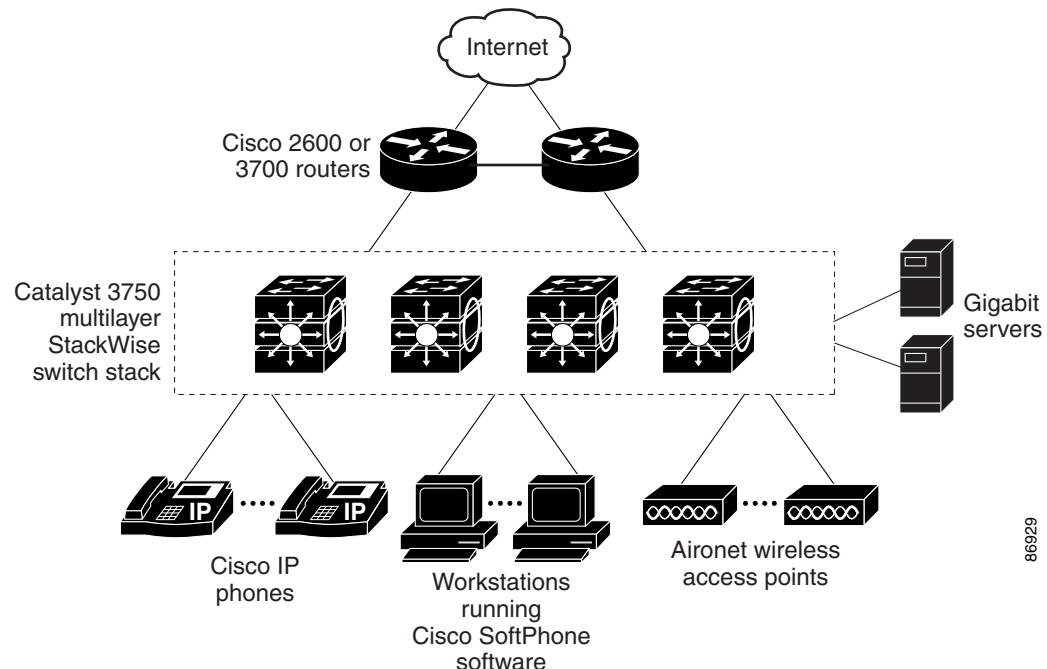 Internet
Cisco 2600 or
3700 routers
Catalyst 3750
multilayer
StackWise
switch stack
Gigabit
servers
IP
IP
Cisco IP
phones
Workstations
running
Cisco SoftPhone
software
Aironet wireless
access points
86929